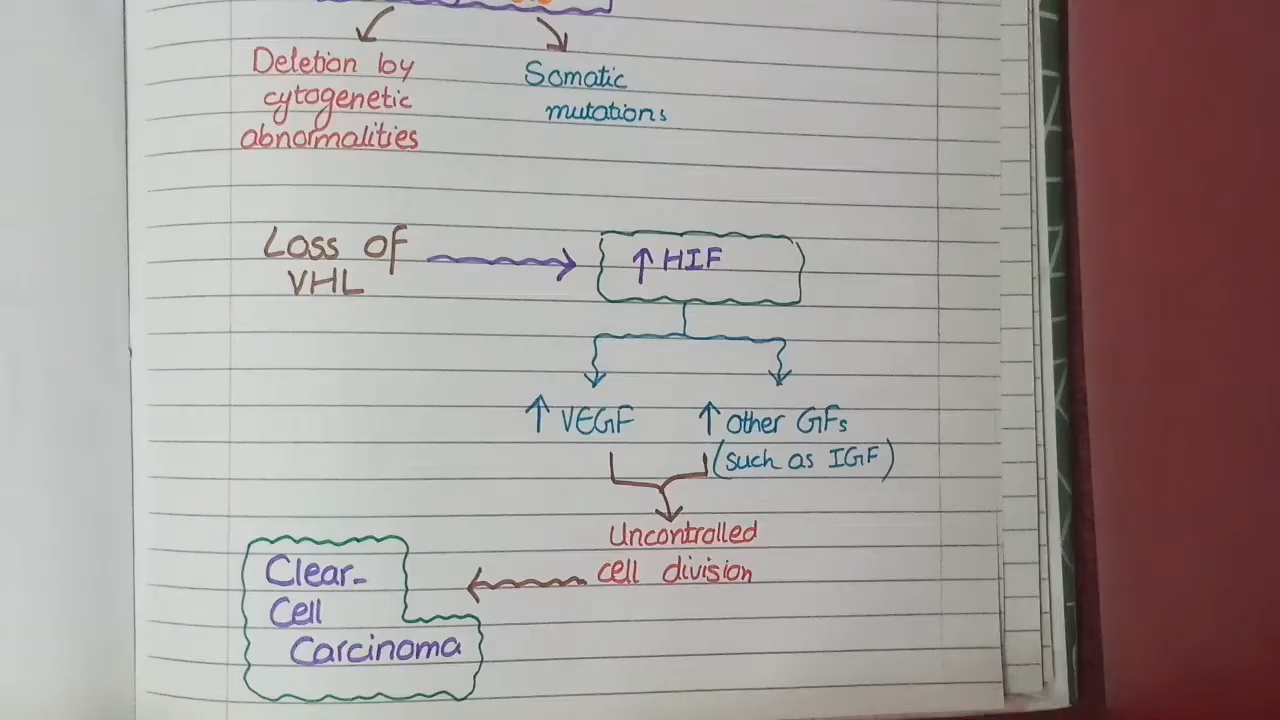 Deletion by
cytogenetic
abnormalities
Somatic
mutations
Loss of
VHL
↑ HIF
↑ VEGF
↑ other GFs
(such as IGF)
Uncontrolled
cell division
Clear-
Cell
Carcinoma